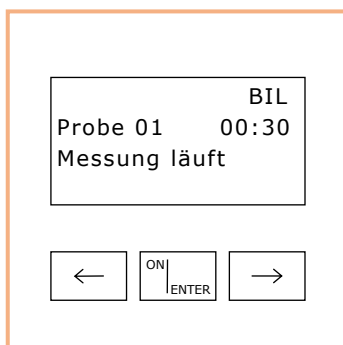 BIL
Probe 01 00:30
Messung läuft
← ON ENTER →